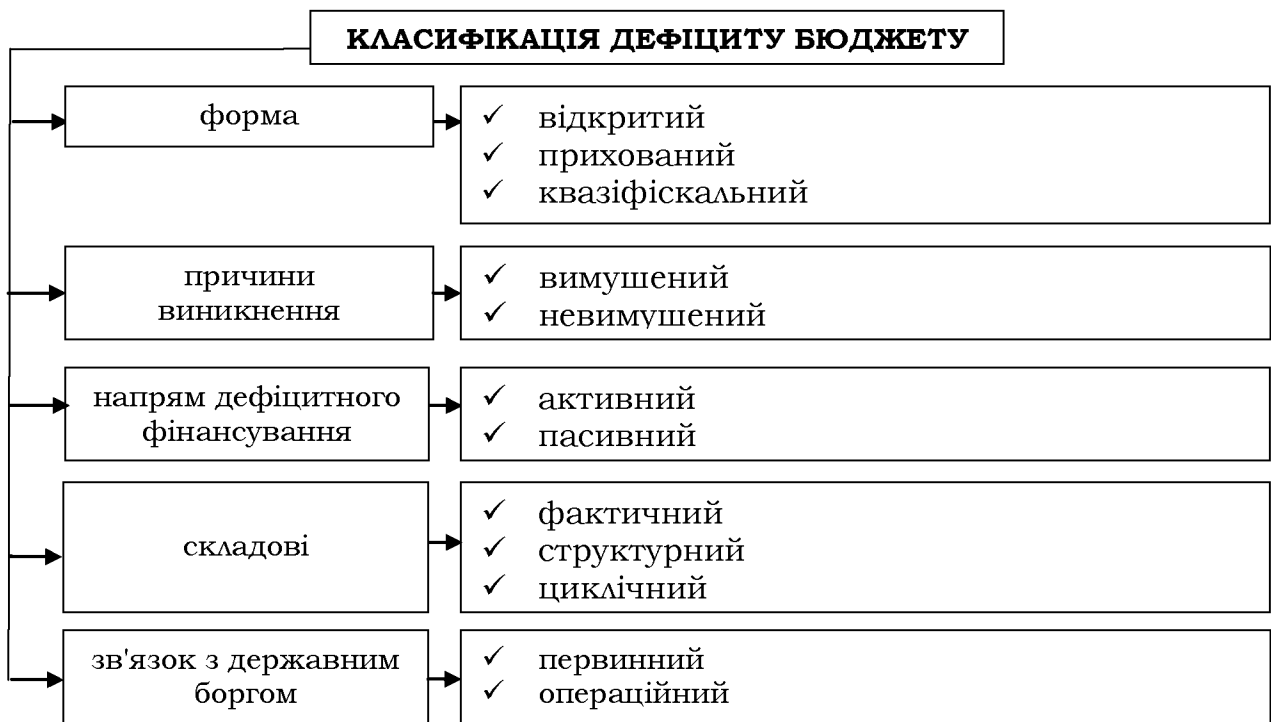 КЛАСИФІКАЦІЯ ДЕФІЦИТУ БЮДЖЕТУ
форма
відкритий
прихований
квазіфіскальний
причини
виникнення
вимушений
невимушений
напрям дефіцитного
фінансування
активний
пасивний
складові
фактичний
структурний
циклічний
зв'язок з державним
боргом
первинний
операційний